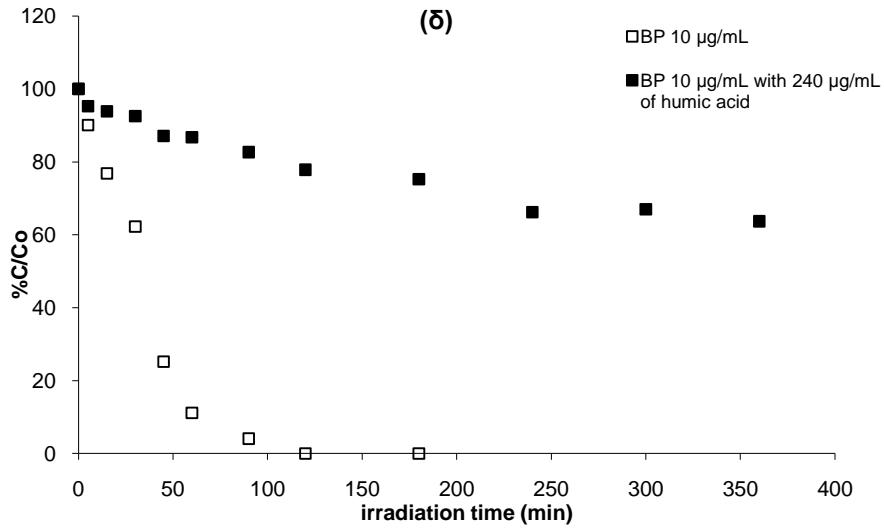 (δ)
BP 10 µg/mL
BP 10 µg/mL with 240 µg/mL
of humic acid
120
100
80
60
40
20
0
%C/Co
0 50 100 150 200 250 300 350 400
irradiation time (min)